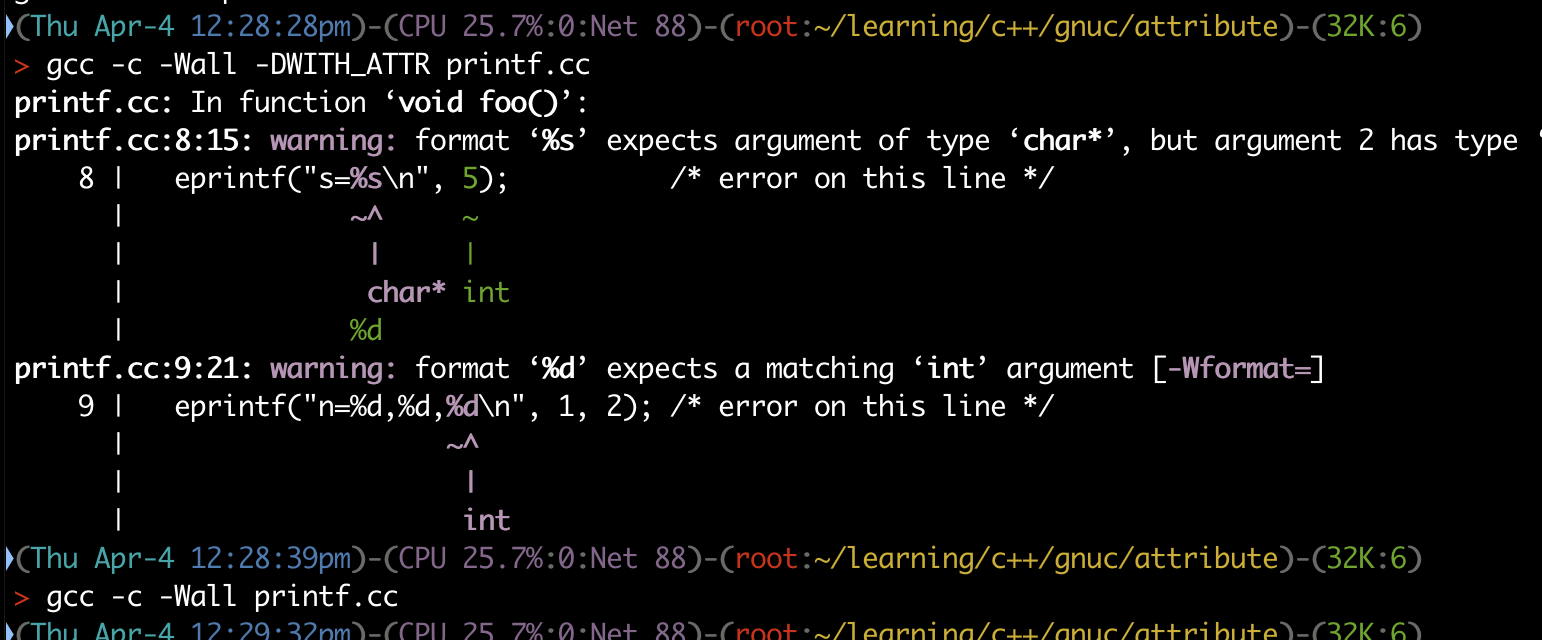 (Thu Apr-4 12:28:28pm)-(CPU 25.7%:0:Net 88)-(root:~/learning/c++/gnuc/attribute)-(32K:6)
> gcc -c -Wall -DWITH_ATTR printf.cc
printf.cc: In function ‘void foo()’:
printf.cc:8:15: warning: format ‘%s’ expects argument of type ‘char*’, but argument 2 has type ‘
8 |   eprintf("s=%s\n", 5);          /* error on this line */
|              ~^     ~
|               |     |
|               char* int
|              %d
printf.cc:9:21: warning: format ‘%d’ expects a matching ‘int’ argument [-Wformat=]
9 |   eprintf("n=%d,%d,%d\n", 1, 2); /* error on this line */
|                    ~^
|                     |
|                     int
(Thu Apr-4 12:28:39pm)-(CPU 25.7%:0:Net 88)-(root:~/learning/c++/gnuc/attribute)-(32K:6)
> gcc -c -Wall printf.cc
(Thu Apr-4 12:29:32pm)-(CPU 25.7%:0:Net 88)-(root:~/learning/c++/gnuc/attribute)-(32K:6)